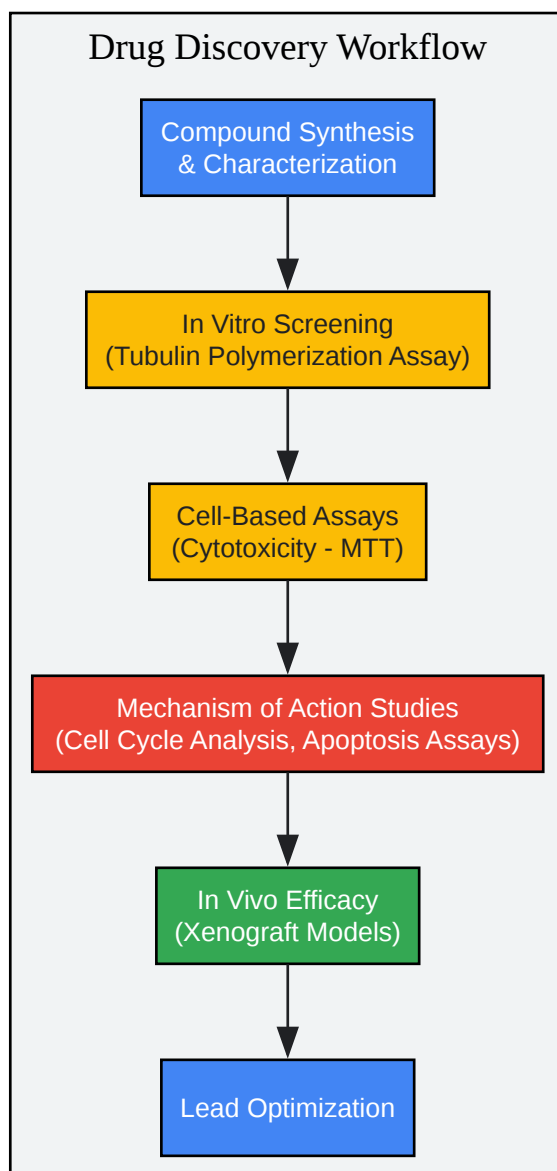 Drug Discovery Workflow
Compound Synthesis
& Characterization
In Vitro Screening
(Tubulin Polymerization Assay)
Cell-Based Assays
(Cytotoxicity - MTT)
Mechanism of Action Studies
(Cell Cycle Analysis, Apoptosis Assays)
In Vivo Efficacy
(Xenograft Models)
Lead Optimization